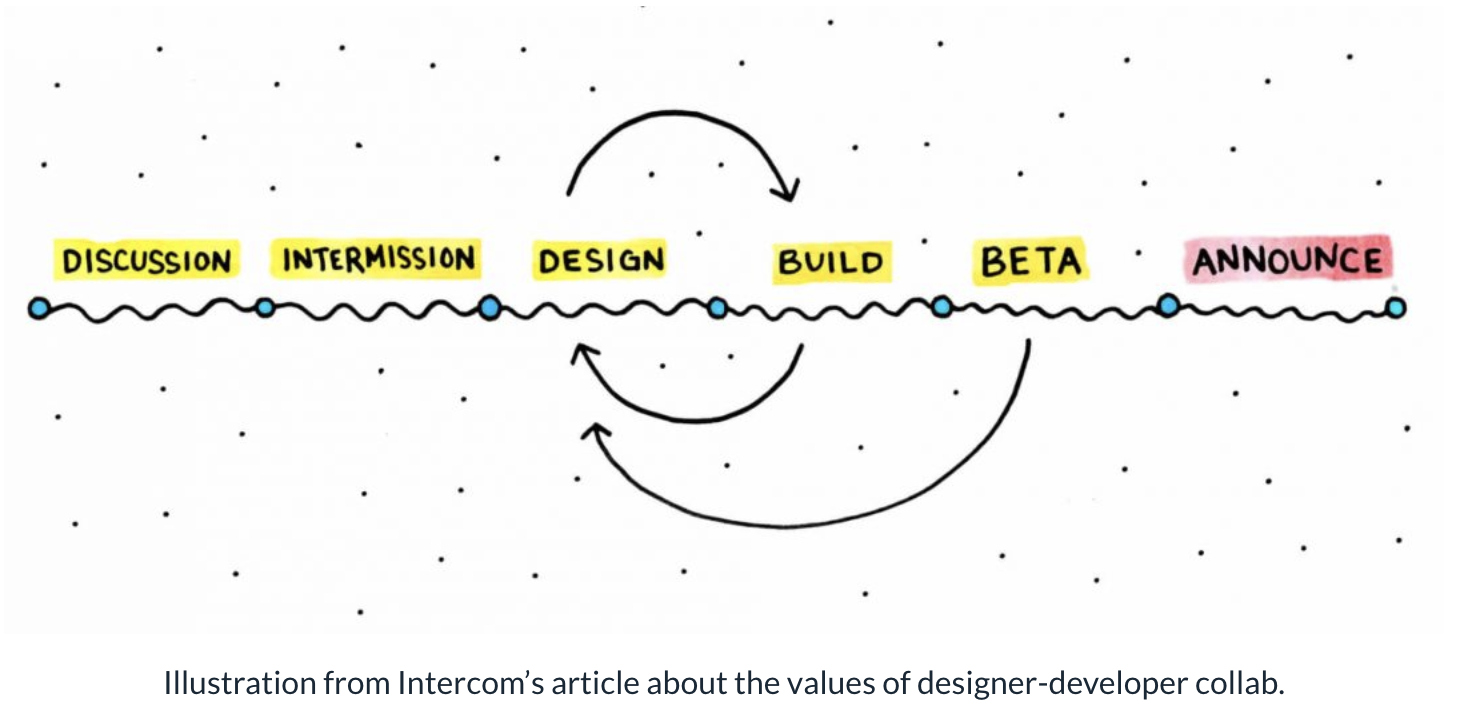 DISCUSSION INTERMISSION DESIGN BUILD BETA ANNOUNCE
Illustration from Intercom’s article about the values of designer-developer collab.